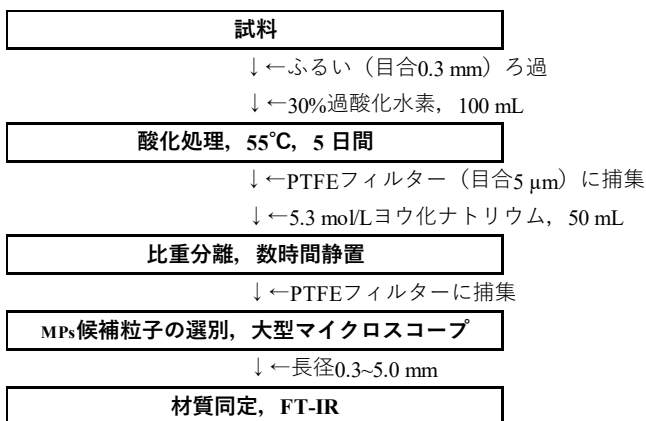 試料
↓←ふるい（目合0.3 mm）ろ過
↓←30%過酸化水素，100 mL
酸化処理，55℃，5 日間
↓←PTFEフィルター（目合5 µm）に捕集
↓←5.3 mol/Lヨウ化ナトリウム，50 mL
比重分離，数時間静置
↓←PTFEフィルターに捕集
MPs候補粒子の選別，大型マイクロスコープ
↓←長径0.3~5.0 mm
材質同定，FT-IR